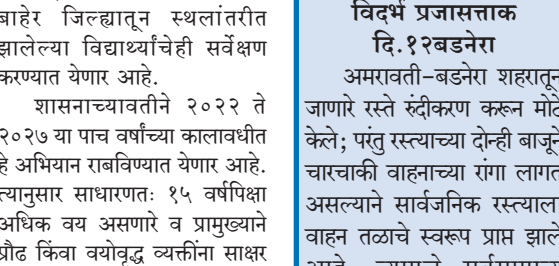 बाहेर जिल्ह्यातून स्थलांतरीत
झालेल्या विद्यार्थ्यांचेही सर्वेक्षण
करण्यात येणार आहे.
शासनाच्यावतीने २०२२ ते
२०२७ या पाच वर्षांच्या कालावधीत
हे अभियान राबविण्यात येणार आहे.
त्यानुसार साधारणतः १५ वर्षापेक्षा
अधिक वय असणारे व प्रामुख्याने
प्रौढ किंवा वयोवृद्ध व्यक्तींना साक्षर
विदर्भ प्रजासत्ताक
दि.१२बडनेरा
अमरावती-बडनेरा शहरातून
जाणारे रस्ते रुंदीकरण करून मोठे
केले; परंतु रस्त्याच्या दोन्ही बाजूने
चारचाकी वाहनाच्या रांगा लागत
असल्याने सार्वजनिक रस्त्याला
वाहन तळाचे स्वरूप प्राप्त झाले